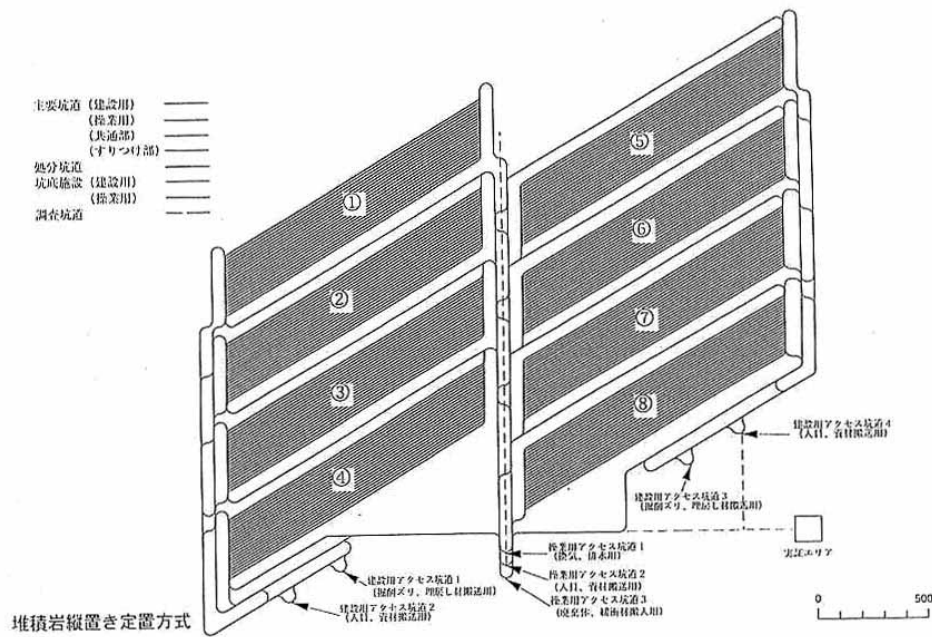 主要坑道 (建設用)
(操業用)
(共通部)
(すりつけ部)
処分坑道
坑底施設 (建設用)
(操業用)
調査坑道
①
②
③
④
⑤
⑥
⑦
⑧
建設用アクセス坑道4
(人員、資材搬送用)
建設用アクセス坑道3
(掘削ズリ、埋戻し材搬送用)
実証エリア
操業用アクセス坑道1
(換気、排水用)
操業用アクセス坑道2
(人員、資材搬送用)
操業用アクセス坑道3
(廃棄体、緩衝材搬入用)
建設用アクセス坑道1
(掘削ズリ、埋戻し材搬送用)
建設用アクセス坑道2
(人員、資材搬送用)
堆積岩縦置き定置方式
0 500